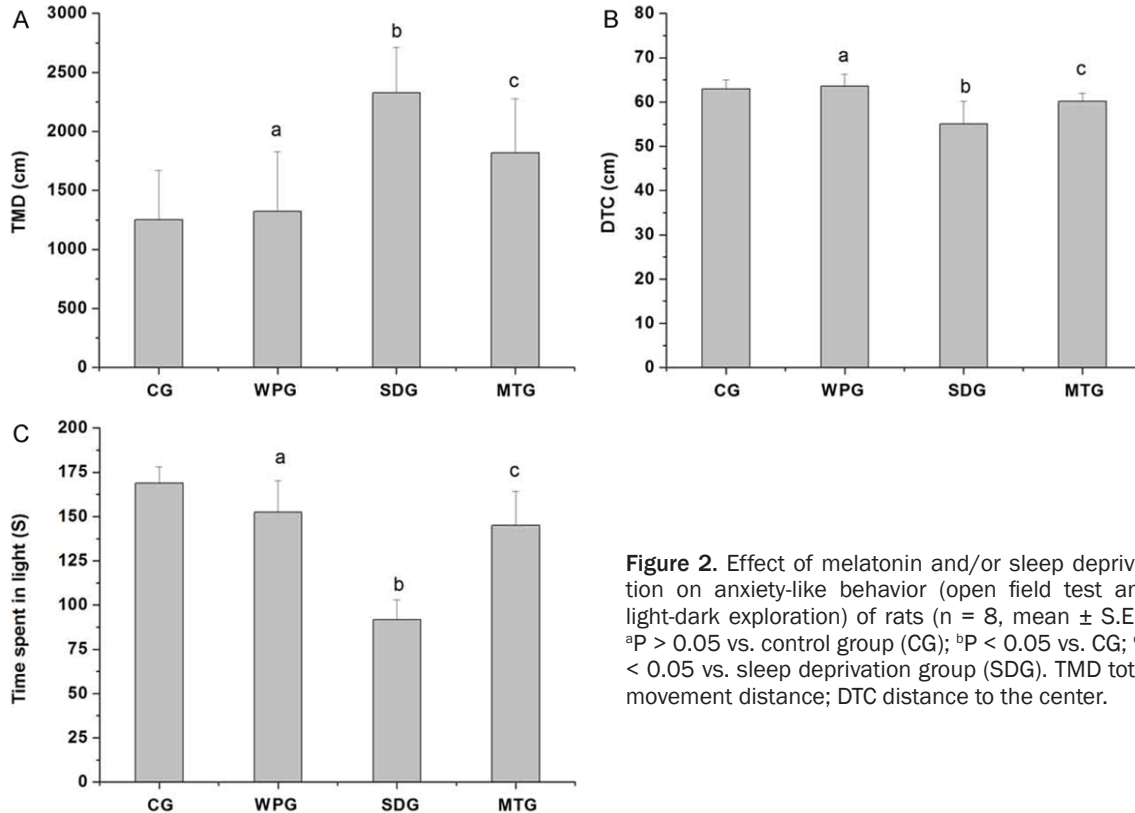 A
3000
2500
2000
1500
1000
500
0
TMD (cm)
a
b
c
CG WPG SDG MTG
B
80
70
60
50
40
30
20
10
0
DTC (cm)
a
b
c
CG WPG SDG MTG
C
200
175
150
125
100
75
50
25
0
Time spent in light (S)
a
b
c
CG WPG SDG MTG
Figure 2. Effect of melatonin and/or sleep depriv
tion on anxiety-like behavior (open field test an
light-dark exploration) of rats (n = 8, mean ± S.E
ᵃP > 0.05 vs. control group (CG); ᵇP < 0.05 vs. CG;
< 0.05 vs. sleep deprivation group (SDG). TMD tot
movement distance; DTC distance to the center.